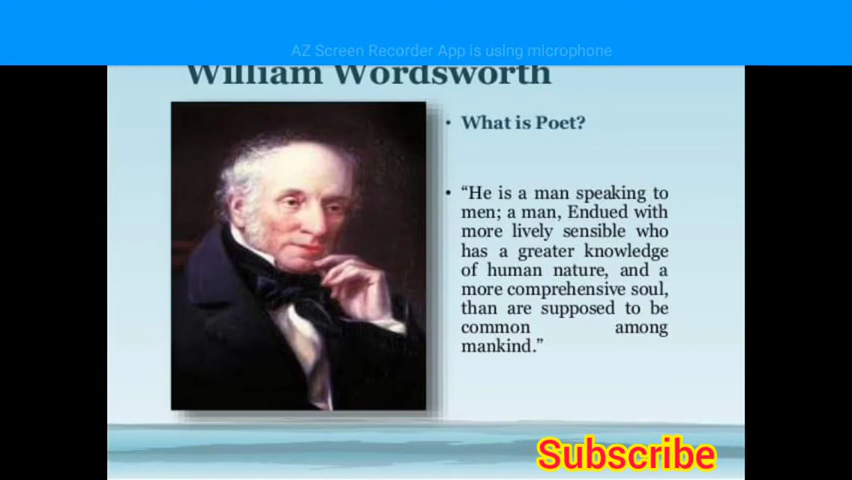 AZ Screen Recorder App is using microphone
William Wordsworth
• What is Poet?
• “He is a man speaking to
men; a man, Endued with
more lively sensible who
has a greater knowledge
of human nature, and a
more comprehensive soul,
than are supposed to be
common among
mankind.”
Subscribe